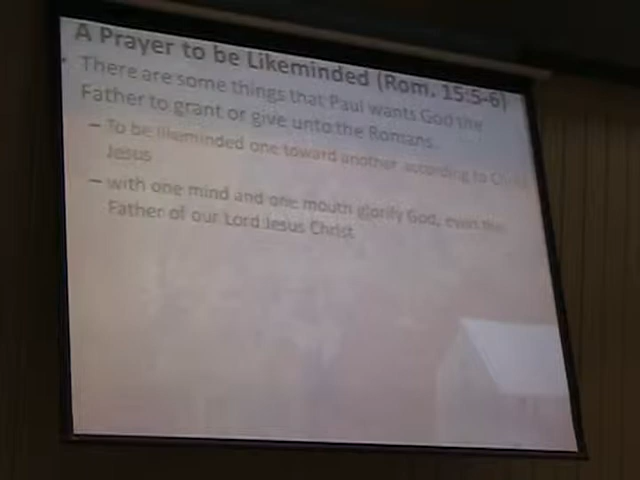 A Prayer to be Likeminded (Rom. 15:5-6)
• There are some things that Paul wants God the
Father to grant or give unto the Romans.
– To be likeminded one toward another according to Christ
Jesus
– with one mind and one mouth glorify God, even the
Father of our Lord Jesus Christ